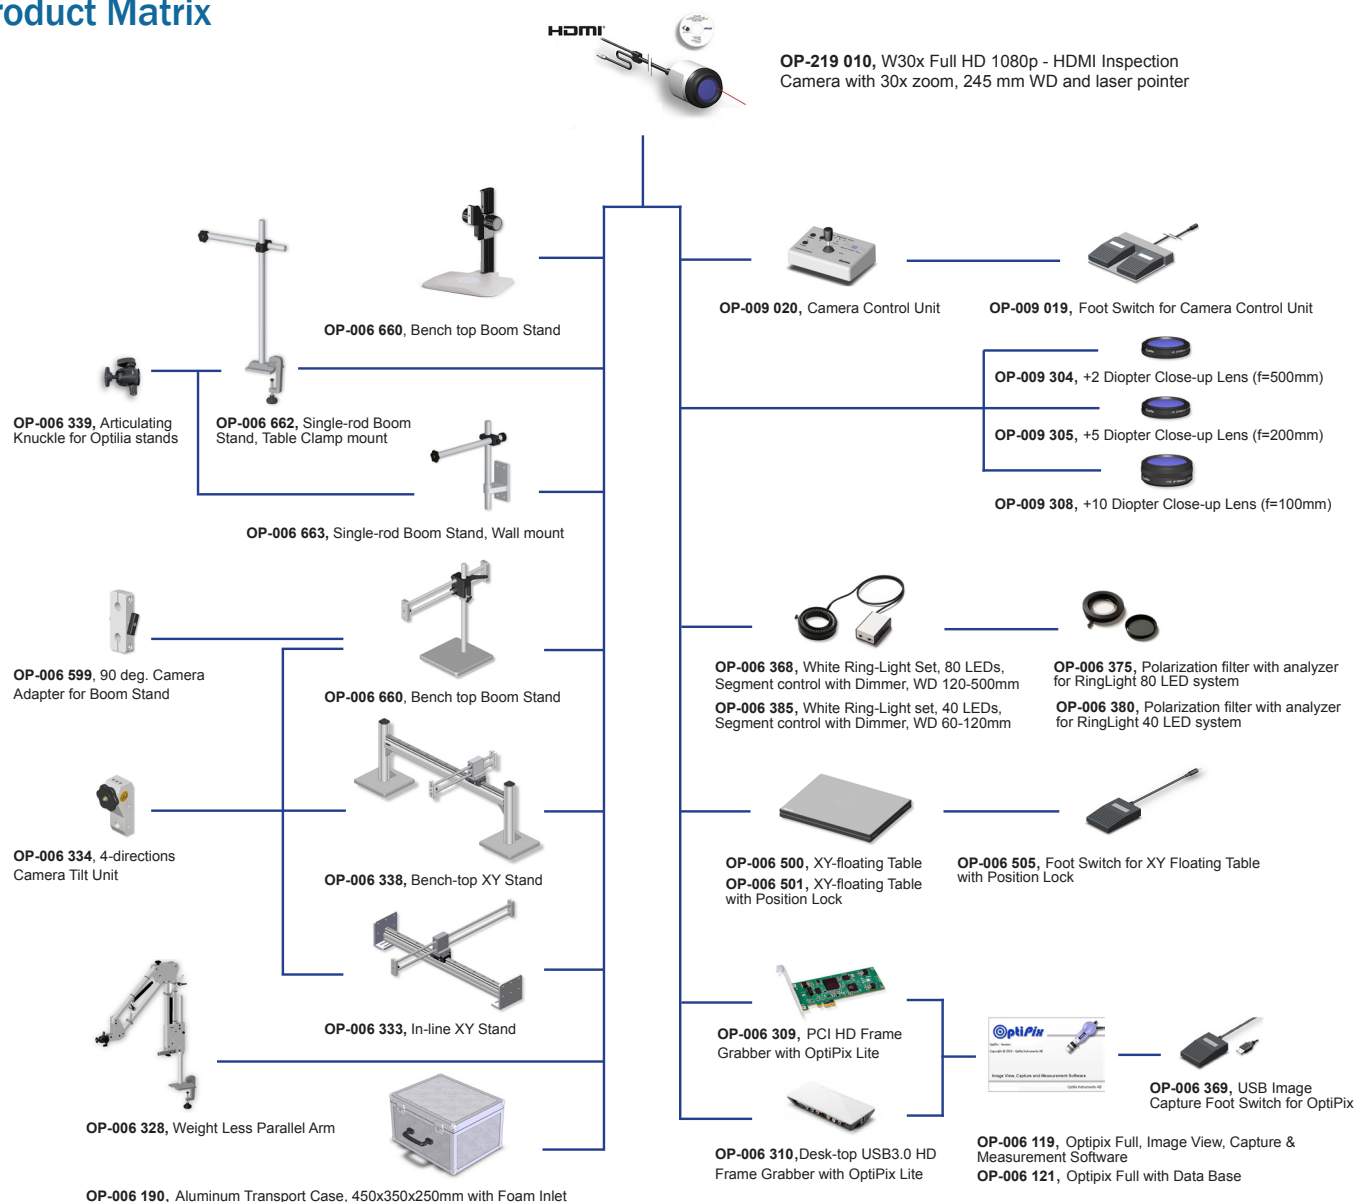 roduct Matrix
HDMI
OP-219 010, W30x Full HD 1080p - HDMI Inspection
Camera with 30x zoom, 245 mm WD and laser pointer
OP-006 660, Bench top Boom Stand
OP-009 020, Camera Control Unit
OP-009 019, Foot Switch for Camera Control Unit
OP-009 304, +2 Diopter Close-up Lens (f=500mm)
OP-006 339, Articulating
Knuckle for Optilia stands
OP-006 662, Single-rod Boom
Stand, Table Clamp mount
OP-009 305, +5 Diopter Close-up Lens (f=200mm)
OP-009 308, +10 Diopter Close-up Lens (f=100mm)
OP-006 663, Single-rod Boom Stand, Wall mount
OP-006 599, 90 deg. Camera
Adapter for Boom Stand
OP-006 660, Bench top Boom Stand
OP-006 368, White Ring-Light Set, 80 LEDs,
Segment control with Dimmer, WD 120-500mm
OP-006 385, White Ring-Light set, 40 LEDs,
Segment control with Dimmer, WD 60-120mm
OP-006 375, Polarization filter with analyzer
for RingLight 80 LED system
OP-006 380, Polarization filter with analyzer
for RingLight 40 LED system
OP-006 334, 4-directions
Camera Tilt Unit
OP-006 338, Bench-top XY Stand
OP-006 500, XY-floating Table
OP-006 501, XY-floating Table
with Position Lock
OP-006 505, Foot Switch for XY Floating Table
with Position Lock
OP-006 333, In-line XY Stand
OP-006 309, PCI HD Frame
Grabber with OptiPix Lite
OptiPix
Image View, Capture and Measurement Software
Optilia Instruments AB
OP-006 369, USB Image
Capture Foot Switch for OptiPix
OP-006 328, Weight Less Parallel Arm
OP-006 310,Desk-top USB3.0 HD
Frame Grabber with OptiPix Lite
OP-006 119, Optipix Full, Image View, Capture &
Measurement Software
OP-006 121, Optipix Full with Data Base
OP-006 190, Aluminum Transport Case, 450x350x250mm with Foam Inlet